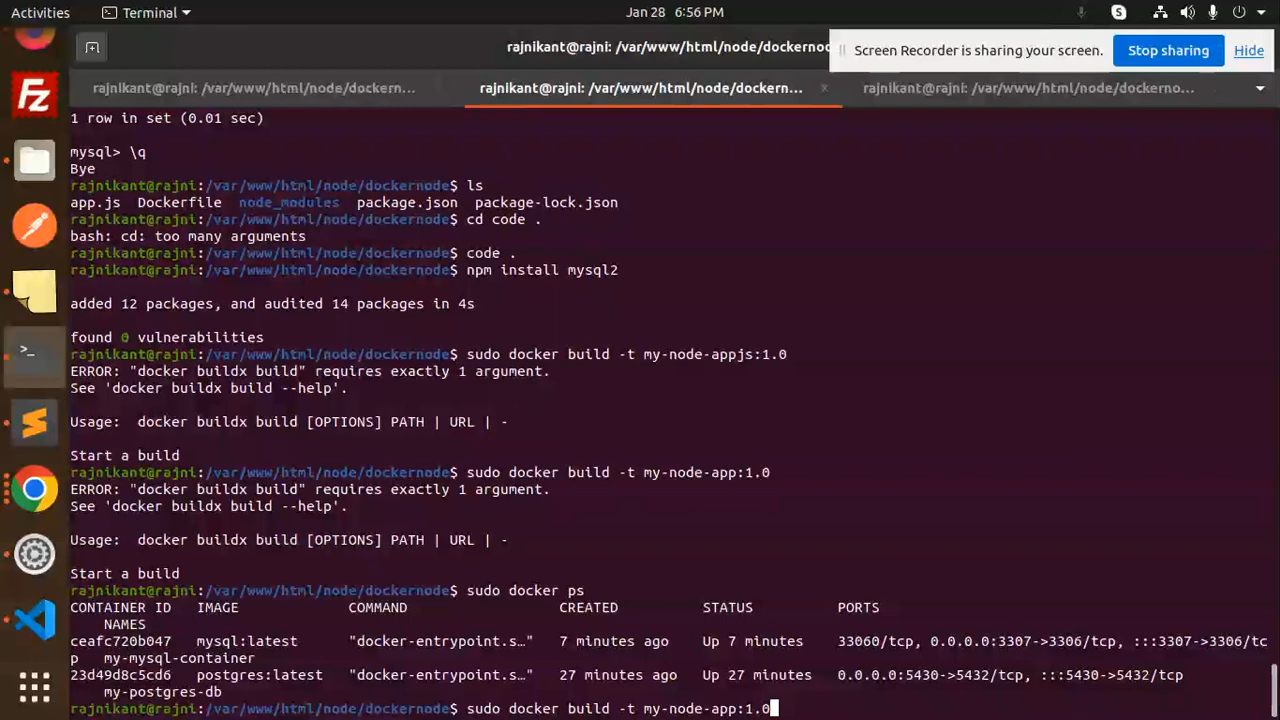 Activities Terminal Jan 28 6:56 PM
rajnikant@rajni: /var/www/html/node/dockerno
Screen Recorder is sharing your screen. Stop sharing Hide
rajnikant@rajni: /var/www/html/node/dockern...
rajnikant@rajni: /var/www/html/node/dockern...
rajnikant@rajni: /var/www/html/node/dockerno...
1 row in set (0.01 sec)
mysql> \q
Bye
rajnikant@rajni:/var/www/html/node/dockernode$ ls
app.js Dockerfile node_modules package.json package-lock.json
rajnikant@rajni:/var/www/html/node/dockernode$ cd code .
bash: cd: too many arguments
rajnikant@rajni:/var/www/html/node/dockernode$ code .
rajnikant@rajni:/var/www/html/node/dockernode$ npm install mysql2
added 12 packages, and audited 14 packages in 4s
found 0 vulnerabilities
rajnikant@rajni:/var/www/html/node/dockernode$ sudo docker build -t my-node-appjs:1.0
ERROR: "docker buildx build" requires exactly 1 argument.
See 'docker buildx build --help'.
Usage:  docker buildx build [OPTIONS] PATH | URL | -
Start a build
rajnikant@rajni:/var/www/html/node/dockernode$ sudo docker build -t my-node-app:1.0
ERROR: "docker buildx build" requires exactly 1 argument.
See 'docker buildx build --help'.
Usage:  docker buildx build [OPTIONS] PATH | URL | -
Start a build
rajnikant@rajni:/var/www/html/node/dockernode$ sudo docker ps
CONTAINER ID IMAGE COMMAND CREATED STATUS PORTS
NAMES
ceafc720b047 mysql:latest "docker-entrypoint.s…" 7 minutes ago Up 7 minutes 33060/tcp, 0.0.0.0:3307->3306/tcp, :::3307->3306/tc
p my-mysql-container
23d49d8c5cd6 postgres:latest "docker-entrypoint.s…" 27 minutes ago Up 27 minutes 0.0.0.0:5430->5432/tcp, :::5430->5432/tcp
my-postgres-db
rajnikant@rajni:/var/www/html/node/dockernode$ sudo docker build -t my-node-app:1.0